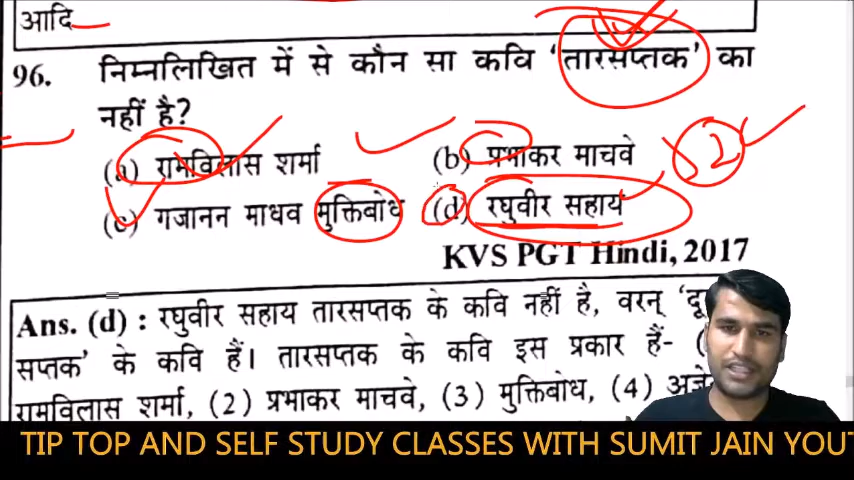 आदि
96. निम्नलिखित में से कौन सा कवि 'तारसप्तक' का
नहीं है?
(a) रामविलास शर्मा (b) प्रभाकर माचवे
(c) गजानन माधव मुक्तिबोध (d) रघुवीर सहाय
2
KVS PGT Hindi, 2017
Ans. (d) : रघुवीर सहाय तारसप्तक के कवि नहीं है, वरन्
सप्तक' के कवि हैं। तारसप्तक के कवि इस प्रकार हैं- (
रामविलास शर्मा, (2) प्रभाकर माचवे, (3) मुक्तिबोध, (4)
TIP TOP AND SELF STUDY CLASSES WITH SUMIT JAIN